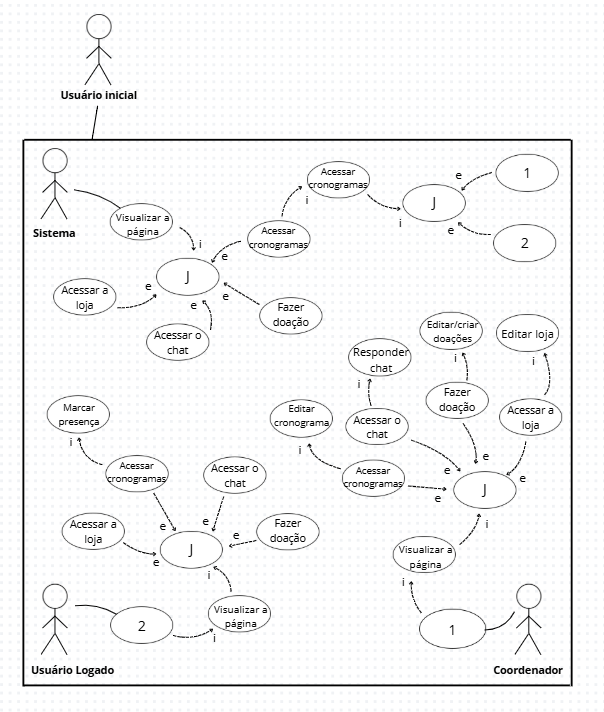 Usuário inicial
Sistema
Visualizar a
página
i
J
e
Acessar a
loja
e
Acessar o
chat
e
Fazer
doação
e
Acessar
cronogramas
i
Acessar
cronogramas
i
J
e
1
e
2
Marcar
presença
i
Acessar
cronogramas
e
Acessar o
chat
e
Acessar a
loja
e
J
e
Fazer
doação
i
Visualizar a
página
i
2
Usuário Logado
Responder
chat
i
Acessar o
chat
e
Editar/criar
doações
i
Fazer
doação
e
Editar loja
i
Acessar a
loja
e
Editar
cronograma
i
Acessar
cronogramas
e
J
i
Visualizar a
página
i
1
Coordenador